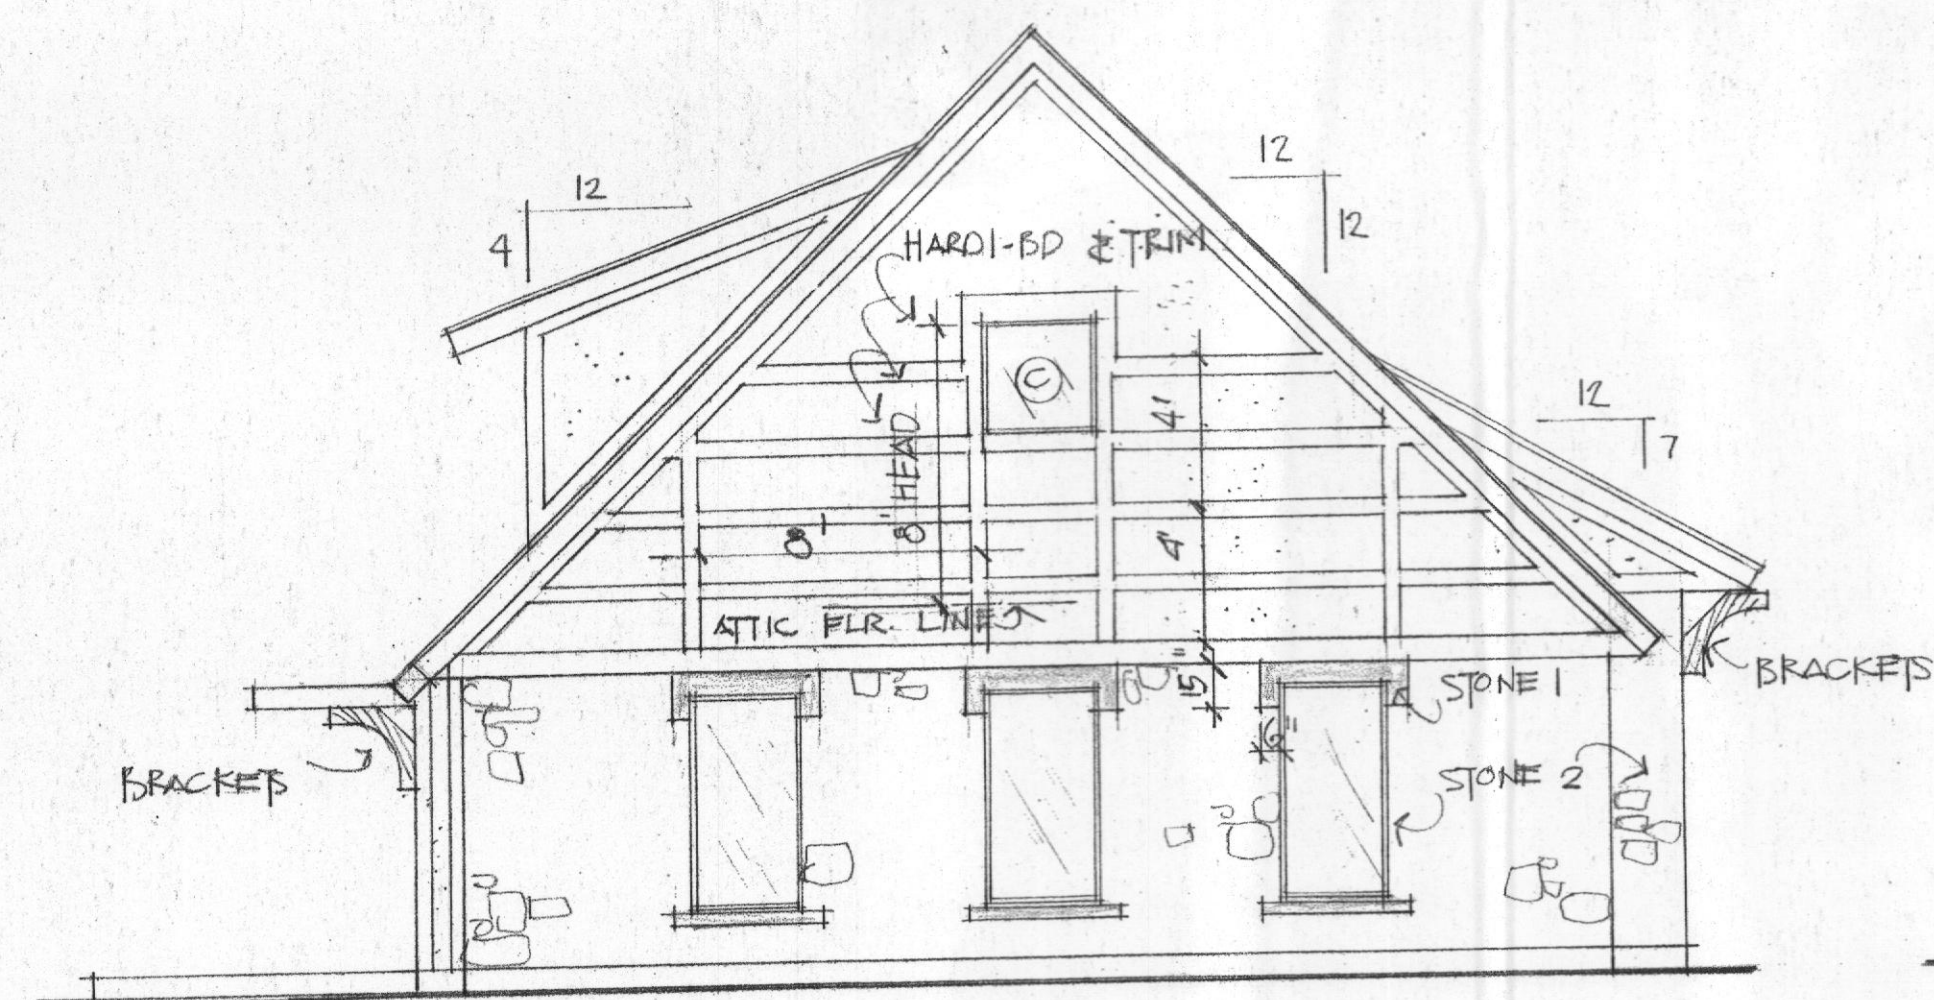 12
12
12
4
HARDI-BD & TRIM
C
12
7
4'
8' HEAD
8'
4'
ATTIC FLR. LINE
15"
BRACKETS
STONE 1
6"
STONE 2
BRACKETS